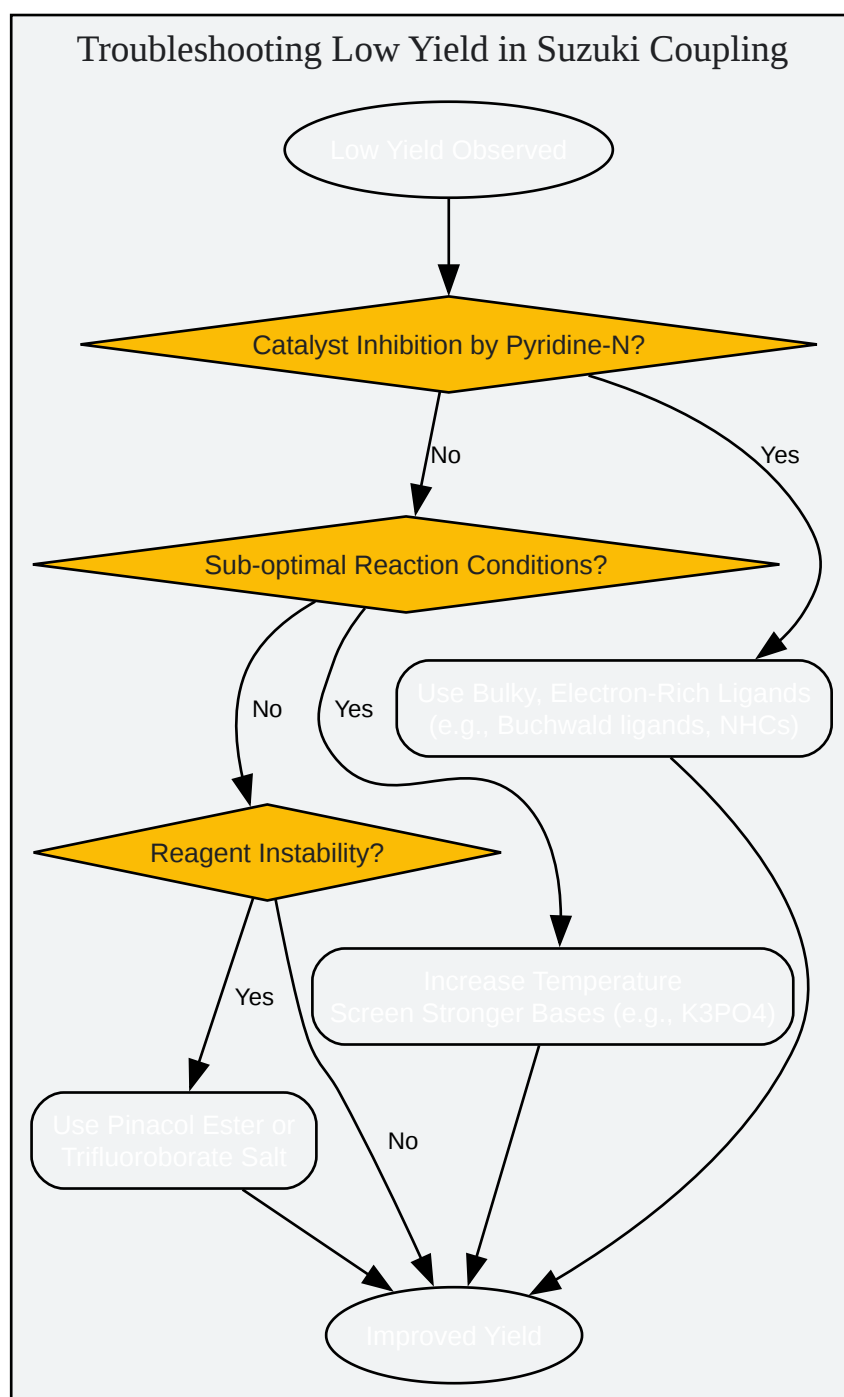 Troubleshooting Low Yield in Suzuki Coupling
Low Yield Observed
Catalyst Inhibition by Pyridine-N?
No
Yes
Sub-optimal Reaction Conditions?
Use Bulky, Electron-Rich Ligands
(e.g., Buchwald ligands, NHCs)
No
Yes
Reagent Instability?
Increase Temperature
Screen Stronger Bases (e.g., K3PO4)
Yes
Use Pinacol Ester or
Trifluoroborate Salt
No
Improved Yield